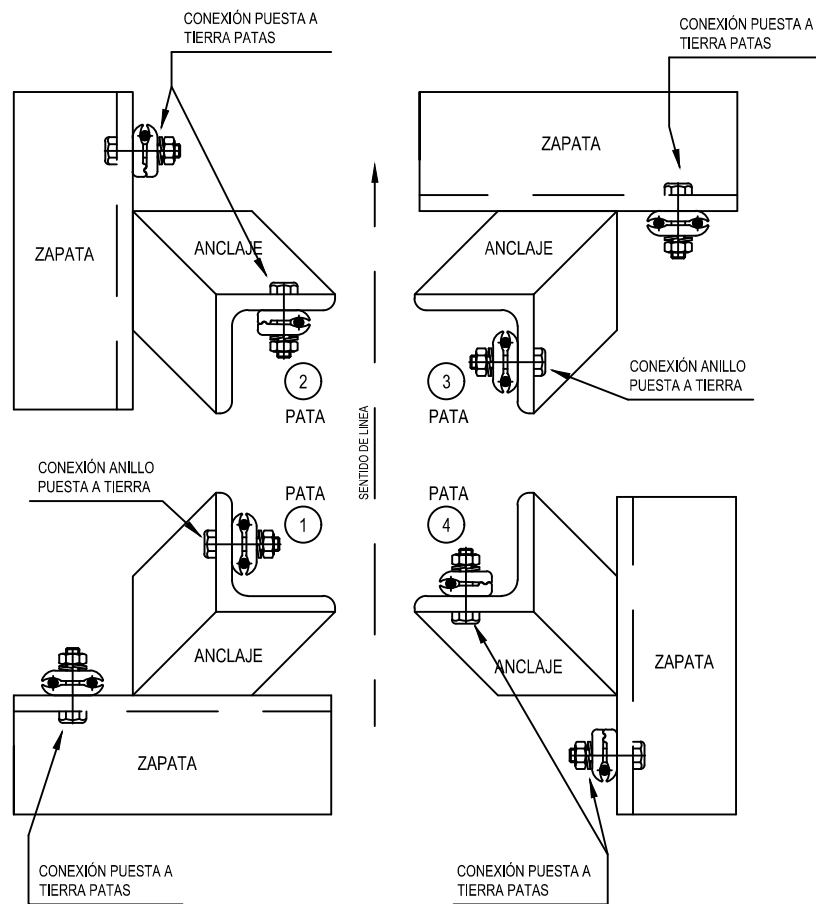 CONEXIÓN PUESTA A
TIERRA PATAS
CONEXIÓN PUESTA A
TIERRA PATAS
ZAPATA
ZAPATA
ANCLAJE
ANCLAJE
2
PATA
3
PATA
CONEXIÓN ANILLO
PUESTA A TIERRA
SENTIDO DE LINEA
CONEXIÓN ANILLO
PUESTA A TIERRA
PATA
1
PATA
4
ANCLAJE
ANCLAJE
ZAPATA
ZAPATA
CONEXIÓN PUESTA A
TIERRA PATAS
CONEXIÓN PUESTA A
TIERRA PATAS